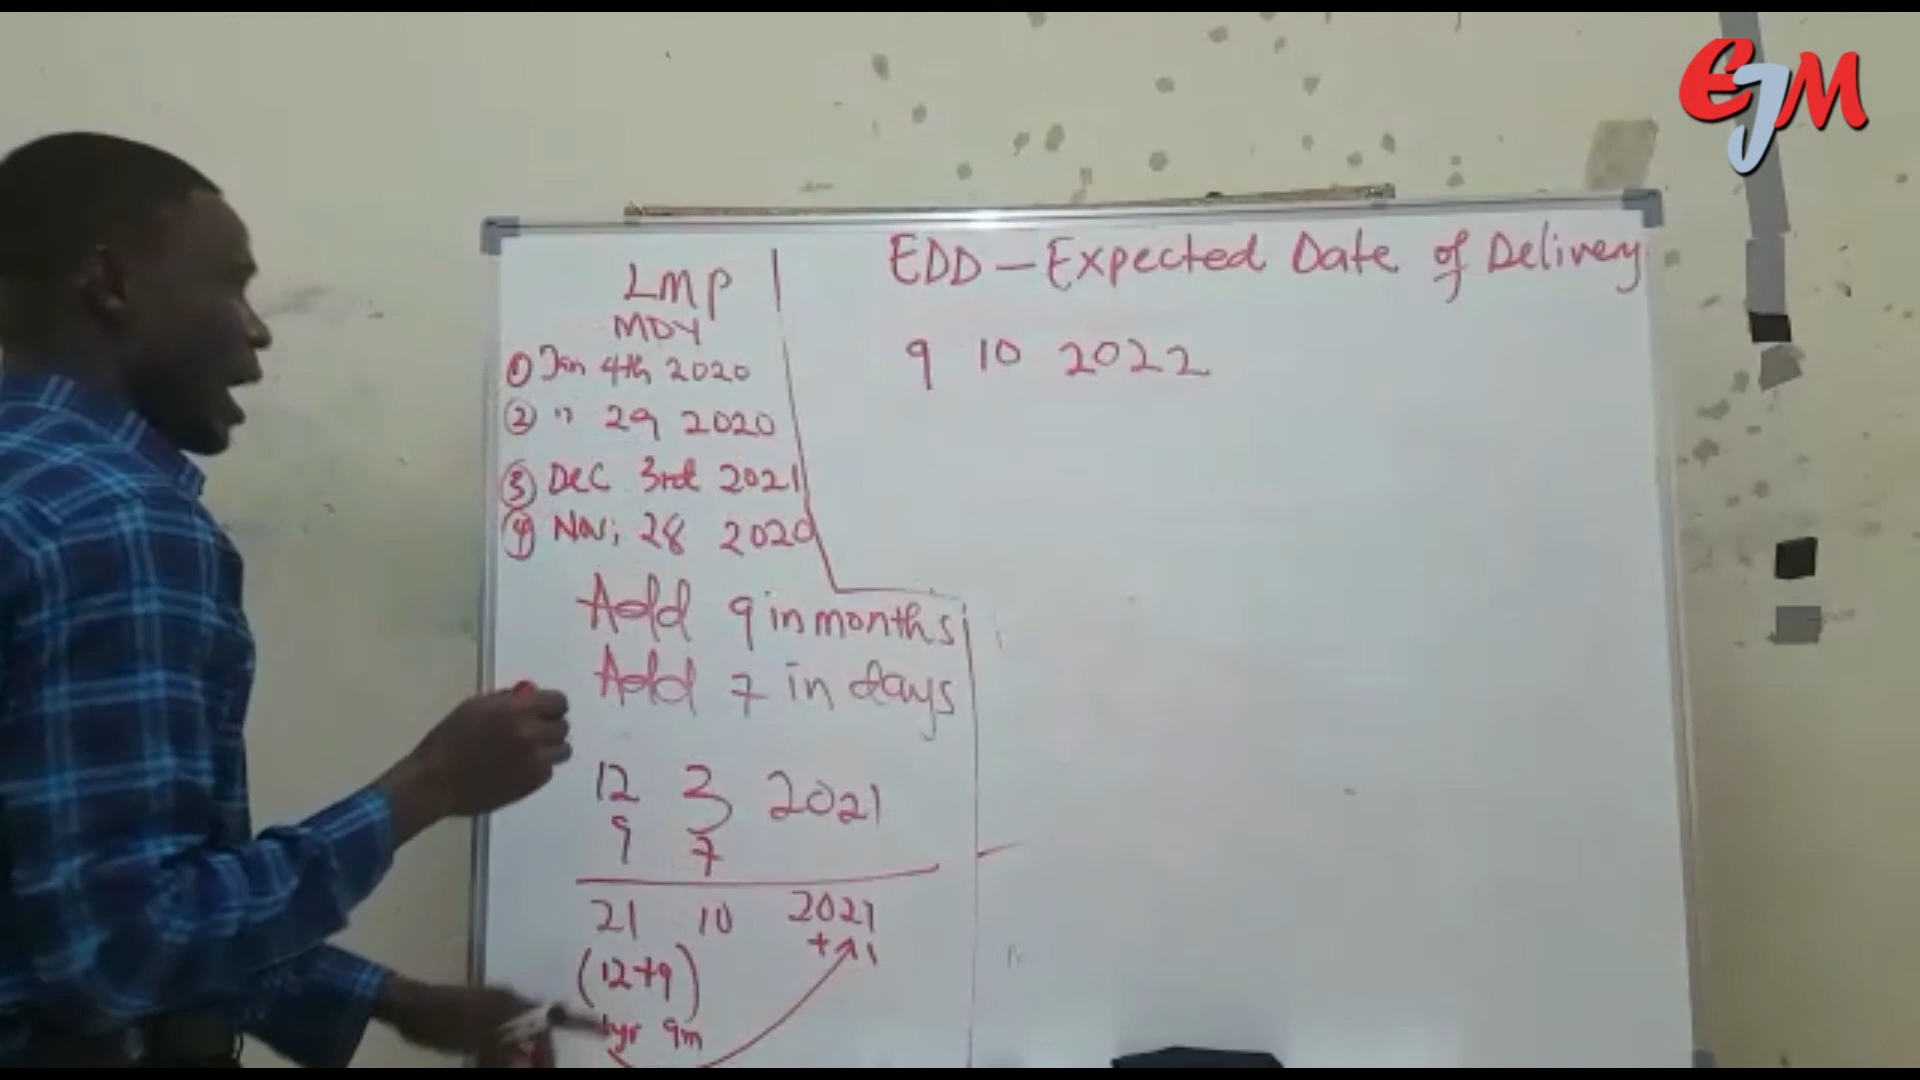 EJM
LMP
MDY
① Jan 4th 2020
② " 29 2020
③ Dec 3rd 2021
④ Nov; 28 2020
EDD - Expected Date of Delivery
9 10 2022
Add 9 in months
Add 7 in days
12 3 2021
9 7
21 10 2021
+ 1
(12+9)
1yr 9m